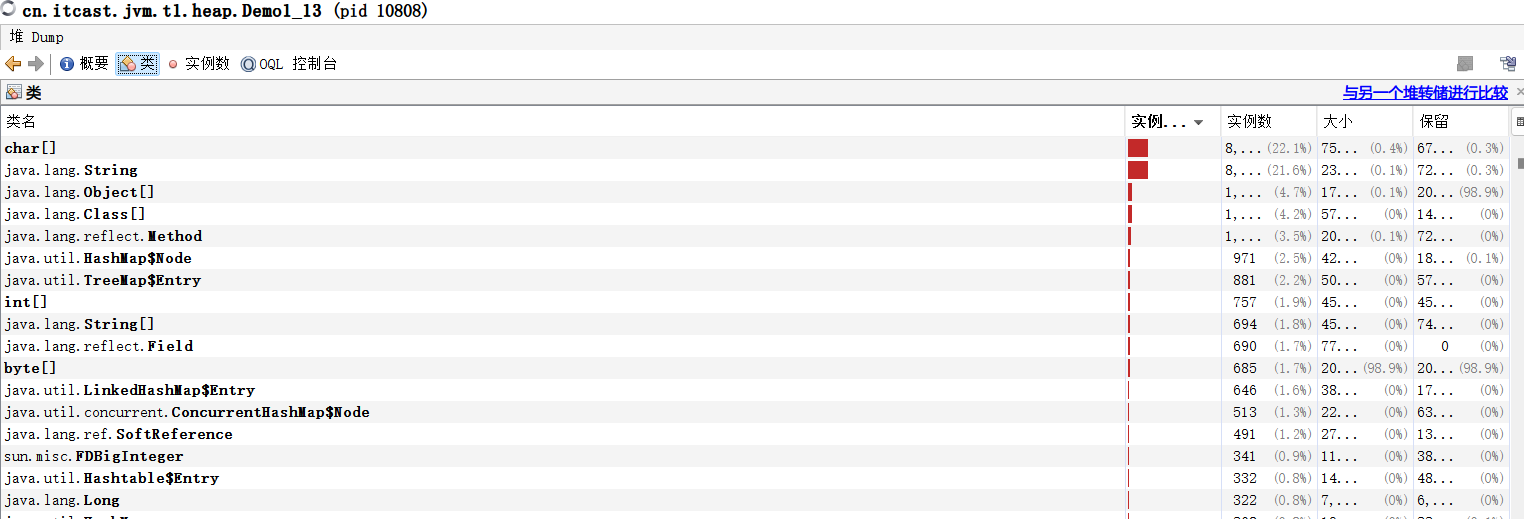 cn.itcast.jvm.t1.heap.Demo1_13 (pid 10808)
堆 Dump
概要 类 实例数 OQL 控制台
类 与另一个堆转储进行比较
类名 实例... 实例数 大小 保留
char[] 8,... (22.1%) 75... (0.4%) 67... (0.3%)
java.lang.String 8,... (21.6%) 23... (0.1%) 72... (0.3%)
java.lang.Object[] 1,... (4.7%) 17... (0.1%) 20... (98.9%)
java.lang.Class[] 1,... (4.2%) 57... (0%) 14... (0%)
java.lang.reflect.Method 1,... (3.5%) 20... (0.1%) 72... (0%)
java.util.HashMap$Node 971 (2.5%) 42... (0%) 18... (0.1%)
java.util.TreeMap$Entry 881 (2.2%) 50... (0%) 57... (0%)
int[] 757 (1.9%) 45... (0%) 45... (0%)
java.lang.String[] 694 (1.8%) 45... (0%) 74... (0%)
java.lang.reflect.Field 690 (1.7%) 77... (0%) 0 (0%)
byte[] 685 (1.7%) 20... (98.9%) 20... (98.9%)
java.util.LinkedHashMap$Entry 646 (1.6%) 38... (0%) 17... (0%)
java.util.concurrent.ConcurrentHashMap$Node 513 (1.3%) 22... (0%) 63... (0%)
java.lang.ref.SoftReference 491 (1.2%) 27... (0%) 13... (0%)
sun.misc.FDBigInteger 341 (0.9%) 11... (0%) 38... (0%)
java.util.Hashtable$Entry 332 (0.8%) 14... (0%) 48... (0%)
java.lang.Long 322 (0.8%) 7,... (0%) 6,... (0%)